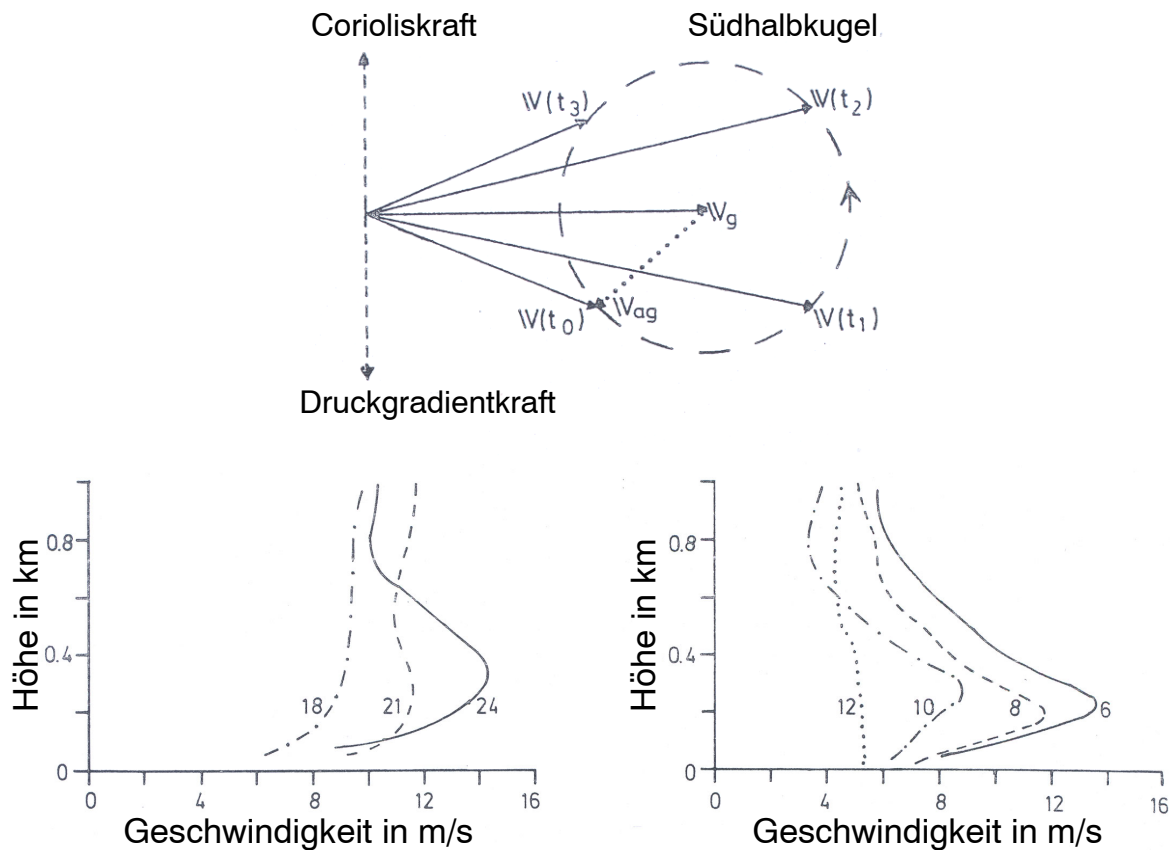 Corioliskraft
Südhalbkugel
W(t3)
W(t2)
Wg
W(t0)
Wag
W(t1)
Druckgradientkraft
Höhe in km
0.8
0.4
0
18
21
24
0
4
8
12
16
Geschwindigkeit in m/s
Höhe in km
0.8
0.4
0
12
10
8
6
0
4
8
12
16
Geschwindigkeit in m/s